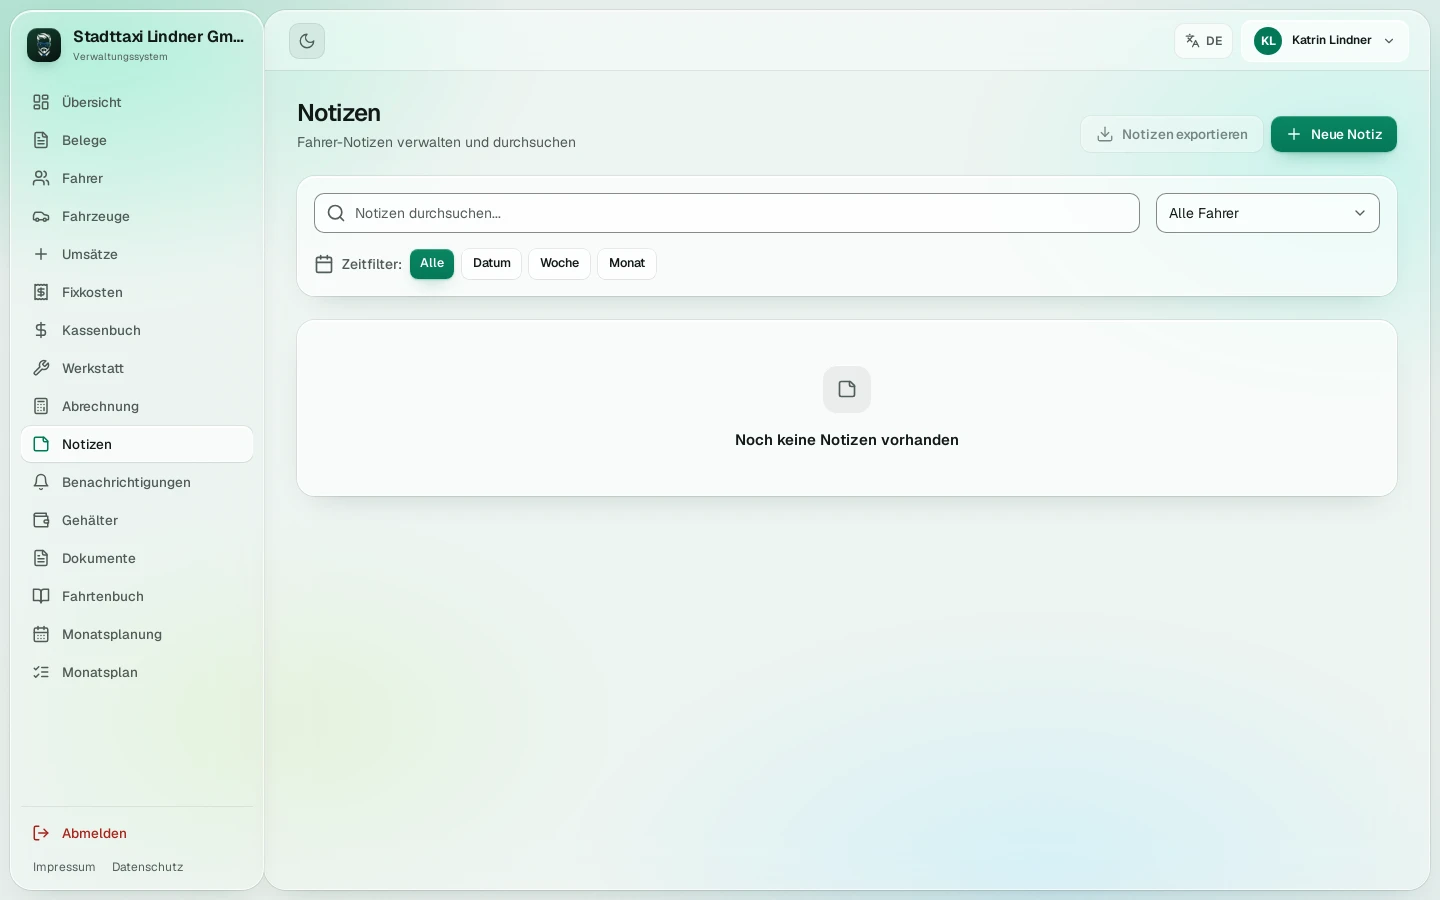 Stadttaxi Lindner Gm...
Verwaltungssystem
Übersicht
Belege
Fahrer
Fahrzeuge
Umsätze
Fixkosten
Kassenbuch
Werkstatt
Abrechnung
Notizen
Benachrichtigungen
Gehälter
Dokumente
Fahrtenbuch
Monatsplanung
Monatsplan
Abmelden
Impressum Datenschutz
DE
KL Katrin Lindner
Notizen
Fahrer-Notizen verwalten und durchsuchen
Notizen exportieren
Neue Notiz
Notizen durchsuchen...
Alle Fahrer
Zeitfilter: Alle Datum Woche Monat
Noch keine Notizen vorhanden